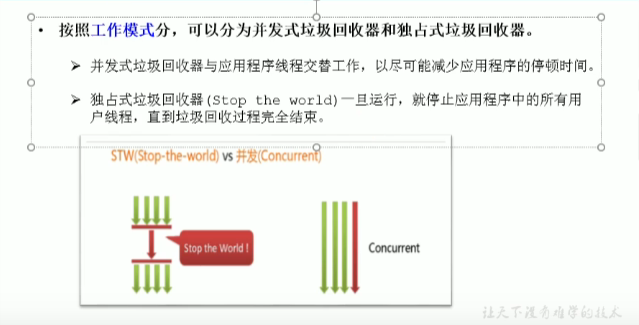 • 按照工作模式分，可以分为并发式垃圾回收器和独占式垃圾回收器。
➢ 并发式垃圾回收器与应用程序线程交替工作，以尽可能减少应用程序的停顿时间。
➢ 独占式垃圾回收器(Stop the world)一旦运行，就停止应用程序中的所有用
户线程，直到垃圾回收过程完全结束。
STW(Stop-the-world) vs 并发(Concurrent)
Stop the World !
Concurrent
让天下没有难学的技术